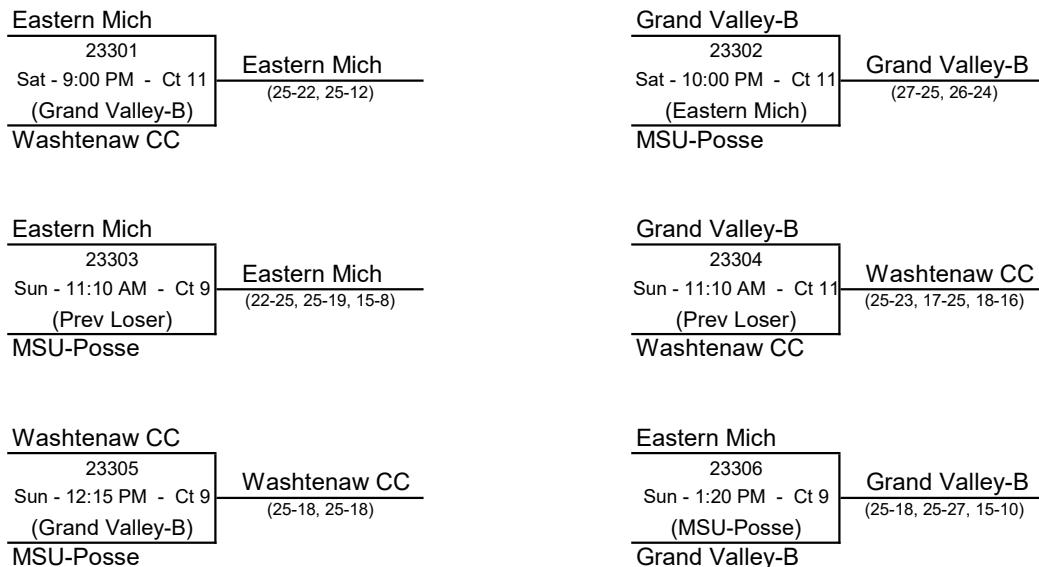 Eastern Mich
23301
Sat - 9:00 PM - Ct 11
(Grand Valley-B)
Washtenaw CC
Eastern Mich
(25-22, 25-12)
Grand Valley-B
23302
Sat - 10:00 PM - Ct 11
(Eastern Mich)
MSU-Posse
Grand Valley-B
(27-25, 26-24)
Eastern Mich
23303
Sun - 11:10 AM - Ct 9
(Prev Loser)
MSU-Posse
Eastern Mich
(22-25, 25-19, 15-8)
Grand Valley-B
23304
Sun - 11:10 AM - Ct 11
(Prev Loser)
Washtenaw CC
Washtenaw CC
(25-23, 17-25, 18-16)
Washtenaw CC
23305
Sun - 12:15 PM - Ct 9
(Grand Valley-B)
MSU-Posse
Washtenaw CC
(25-18, 25-18)
Eastern Mich
23306
Sun - 1:20 PM - Ct 9
(MSU-Posse)
Grand Valley-B
Grand Valley-B
(25-18, 25-27, 15-10)